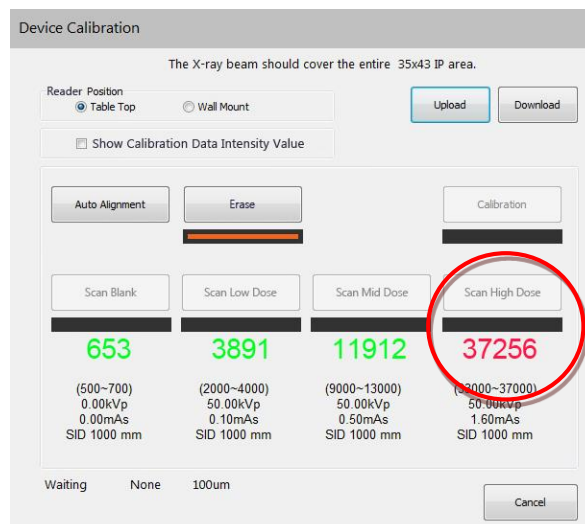 Device Calibration
The X-ray beam should cover the entire 35x43 IP area.
Reader Position
Table Top Wall Mount Upload Download
Show Calibration Data Intensity Value
Auto Alignment Erase Calibration
Scan Blank Scan Low Dose Scan Mid Dose Scan High Dose
653 3891 11912 37256
(500~700) (2000~4000) (9000~13000) (33000~37000)
0.00kVp 50.00kVp 50.00kVp 50.00kVp
0.00mAs 0.10mAs 0.50mAs 1.60mAs
SID 1000 mm SID 1000 mm SID 1000 mm SID 1000 mm
Waiting None 100um
Cancel